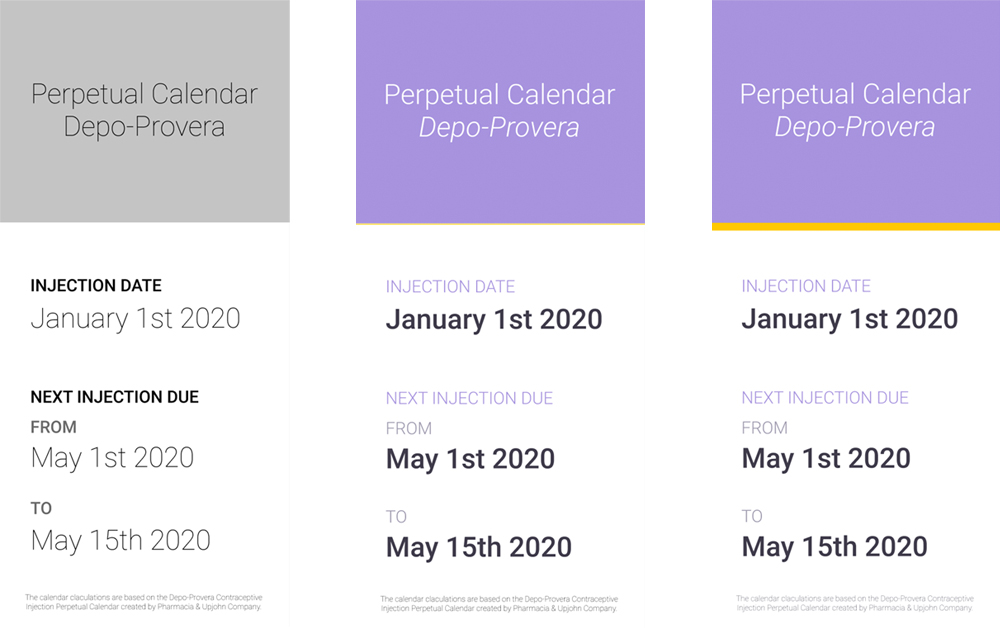 Perpetual Calendar
Depo-Provera
INJECTION DATE
January 1st 2020
NEXT INJECTION DUE
FROM
May 1st 2020
TO
May 15th 2020
The calendar claculations are based on the Depo-Provera Contraceptive
Injection Perpetual Calendar created by Pharmacia & Upjohn Company.
Perpetual Calendar
Depo-Provera
INJECTION DATE
January 1st 2020
NEXT INJECTION DUE
FROM
May 1st 2020
TO
May 15th 2020
The calendar claculations are based on the Depo-Provera Contraceptive
Injection Perpetual Calendar created by Pharmacia & Upjohn Company.
Perpetual Calendar
Depo-Provera
INJECTION DATE
January 1st 2020
NEXT INJECTION DUE
FROM
May 1st 2020
TO
May 15th 2020
The calendar claculations are based on the Depo-Provera Contraceptive
Injection Perpetual Calendar created by Pharmacia & Upjohn Company.